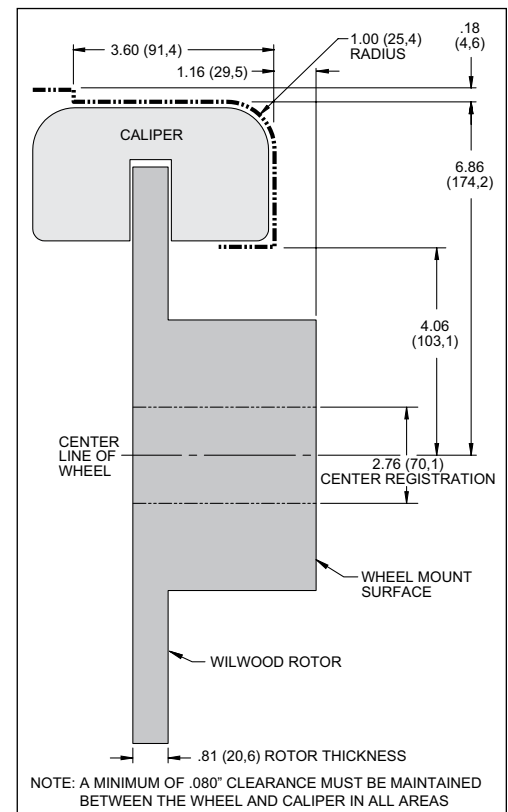 3.60 (91,4)
1.00 (25,4)
RADIUS
.18
(4,6)
1.16 (29,5)
CALIPER
6.86
(174,2)
4.06
(103,1)
CENTER
LINE OF
WHEEL
2.76 (70,1)
CENTER REGISTRATION
WHEEL MOUNT
SURFACE
WILWOOD ROTOR
.81 (20,6) ROTOR THICKNESS
NOTE: A MINIMUM OF .080" CLEARANCE MUST BE MAINTAINED
BETWEEN THE WHEEL AND CALIPER IN ALL AREAS